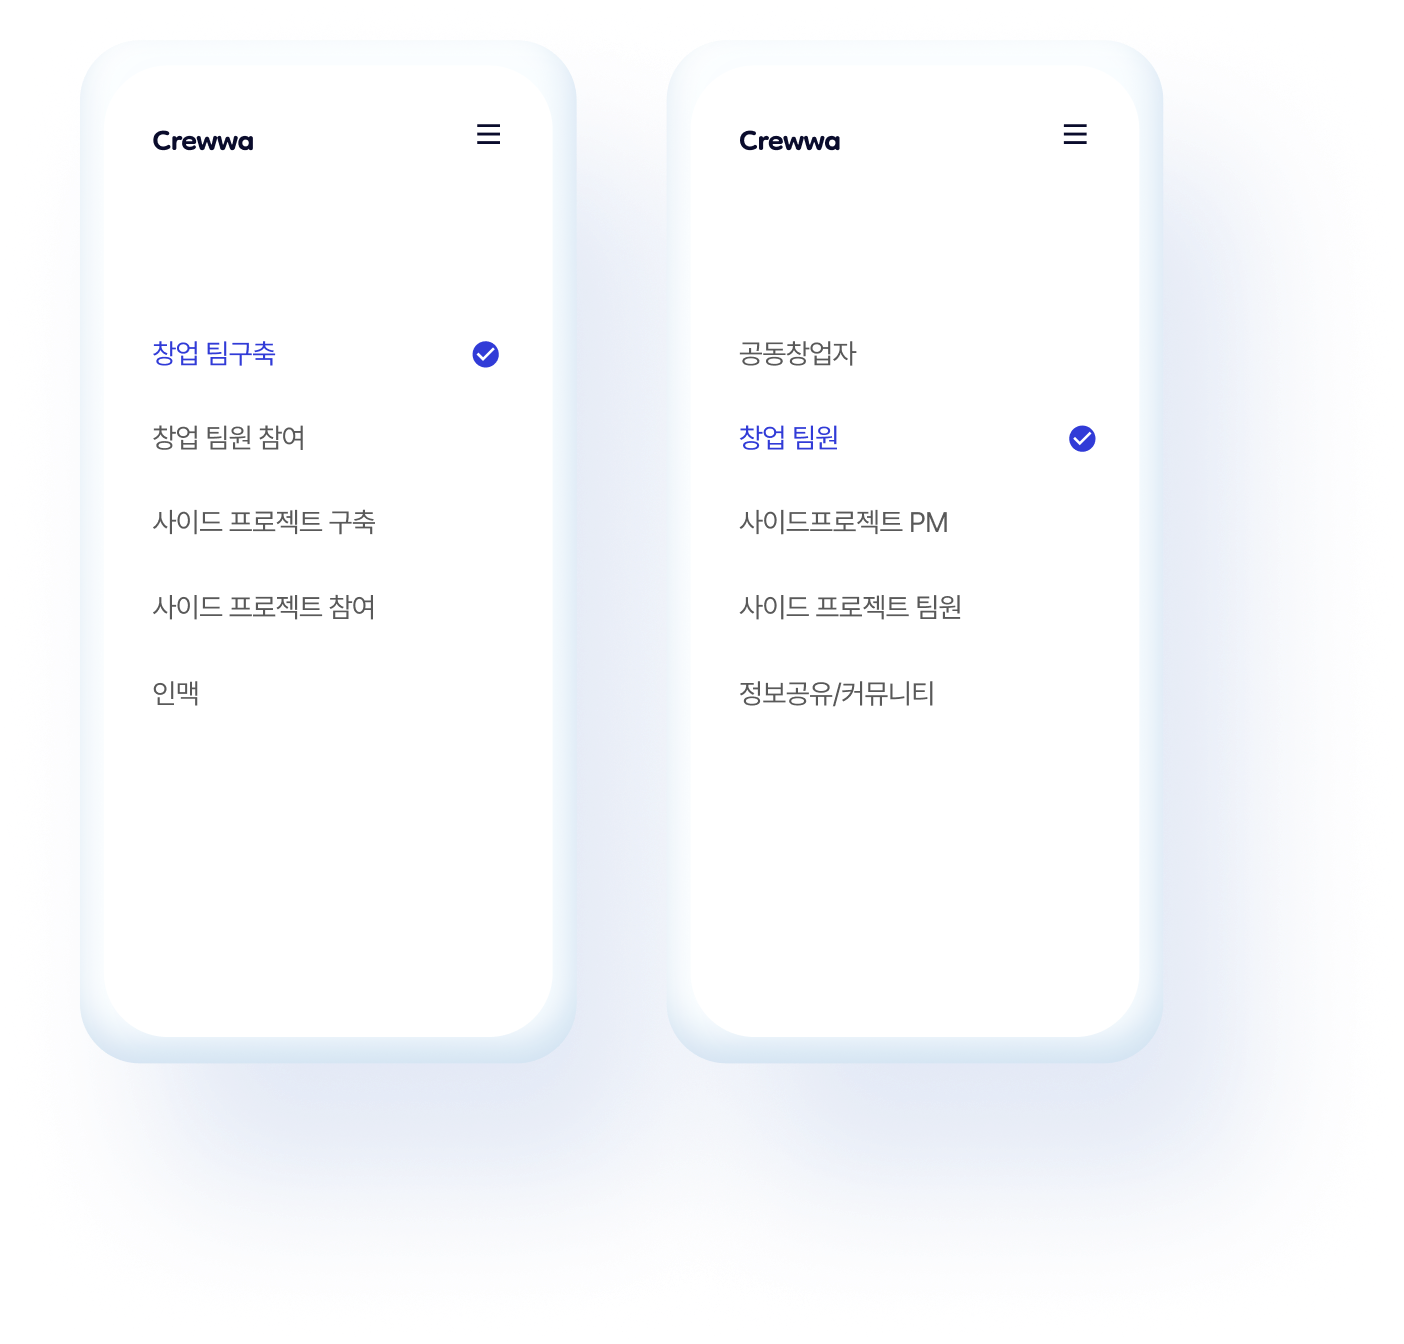 Crewwa
창업 팀구축
창업 팀원 참여
사이드 프로젝트 구축
사이드 프로젝트 참여
인맥
Crewwa
공동창업자
창업 팀원
사이드프로젝트 PM
사이드 프로젝트 팀원
정보공유/커뮤니티